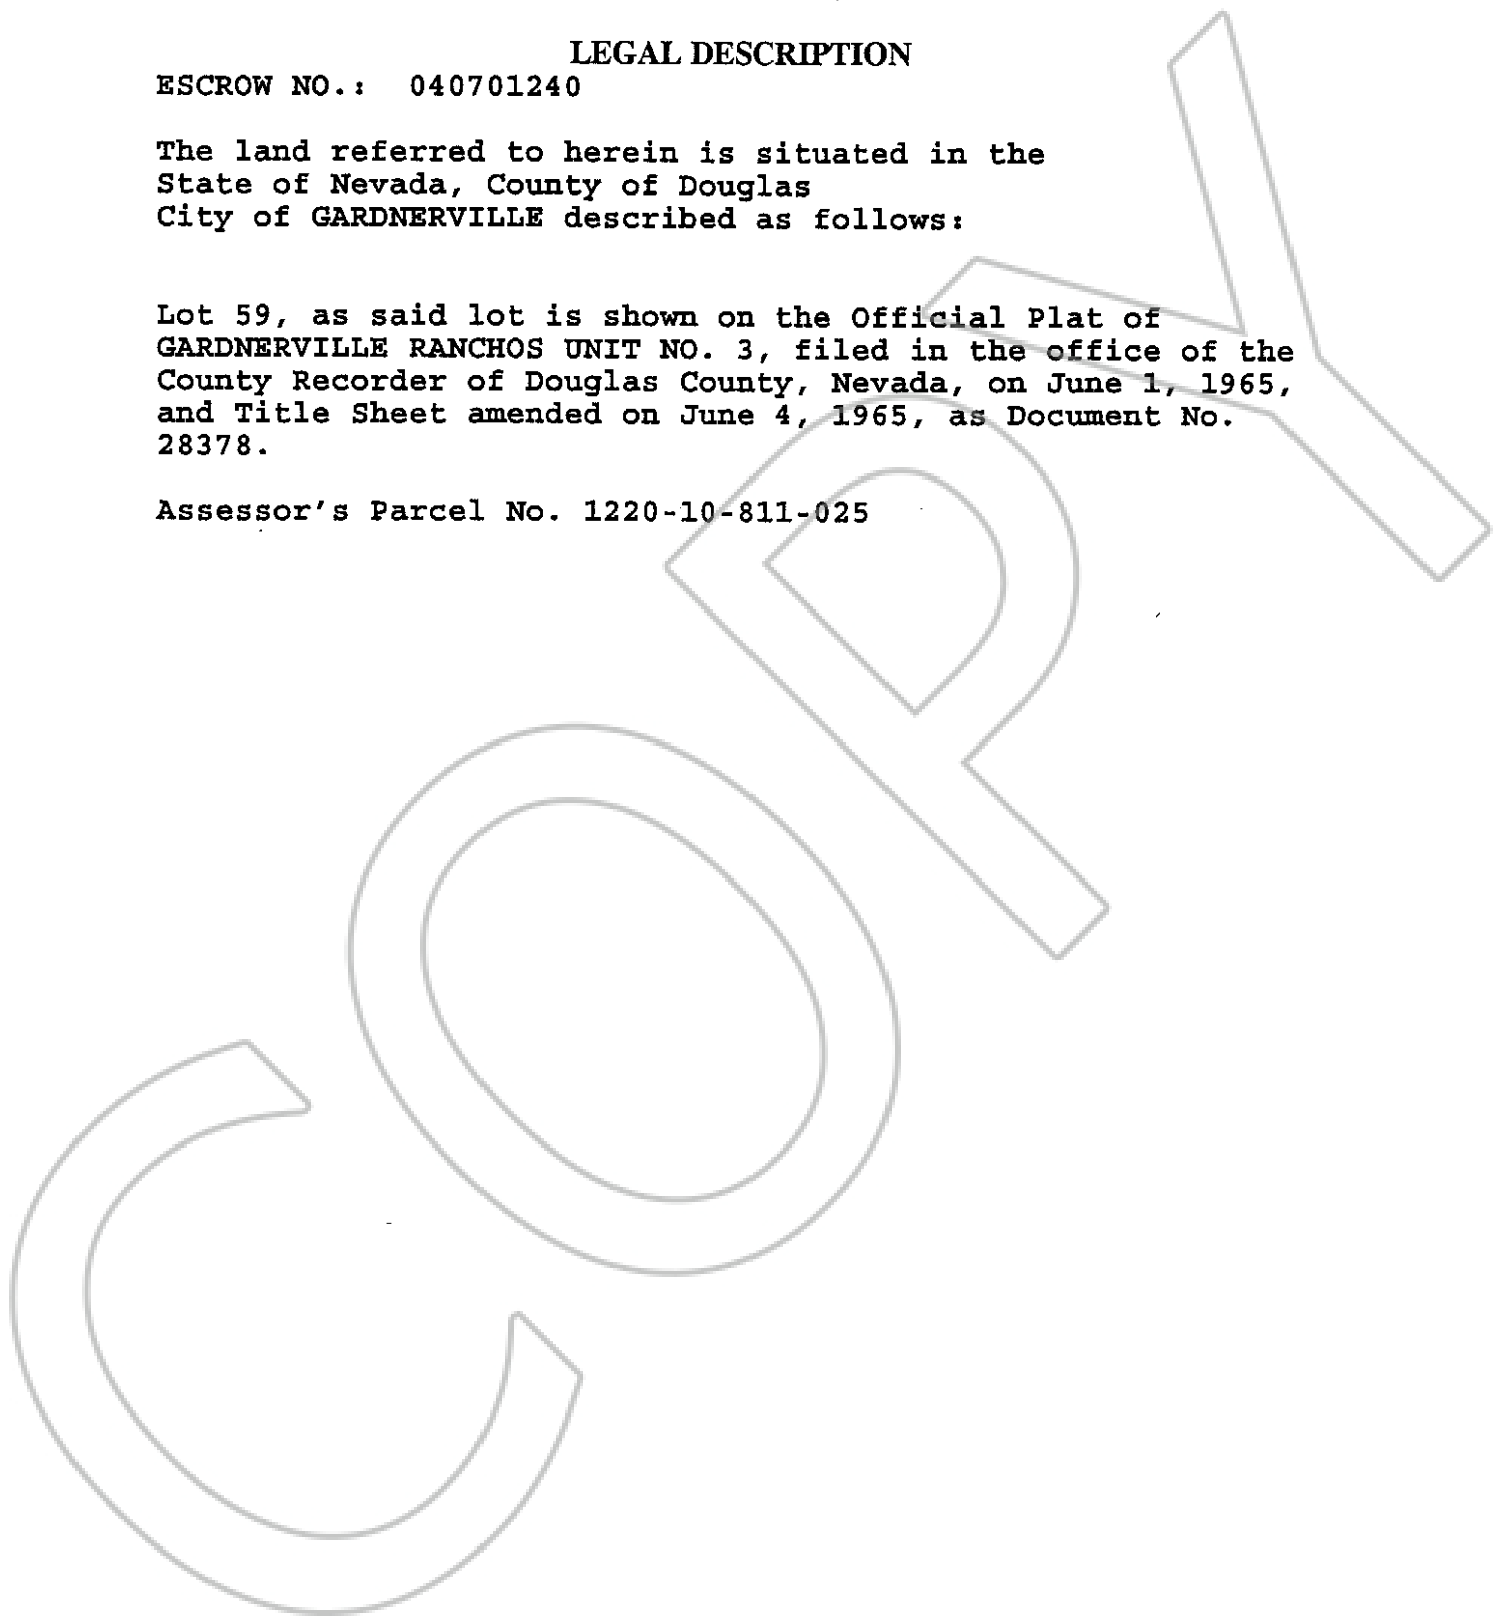 LEGAL DESCRIPTION
ESCROW NO.: 040701240
The land referred to herein is situated in the
State of Nevada, County of Douglas
City of GARDNERVILLE described as follows:
Lot 59, as said lot is shown on the Official Plat of
GARDNERVILLE RANCHOS UNIT NO. 3, filed in the office of the
County Recorder of Douglas County, Nevada, on June 1, 1965,
and Title Sheet amended on June 4, 1965, as Document No.
28378.
Assessor's Parcel No. 1220-10-811-025
COPY